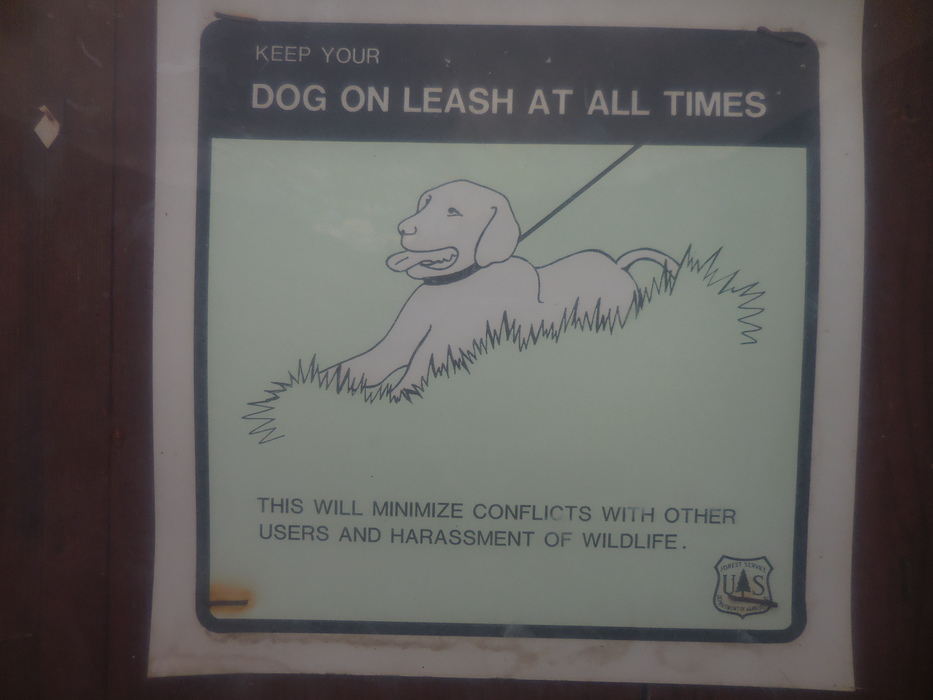 KEEP YOUR
DOG ON LEASH AT ALL TIMES
THIS WILL MINIMIZE CONFLICTS WITH OTHER
USERS AND HARASSMENT OF WILDLIFE.
FOREST SERVICE
U S